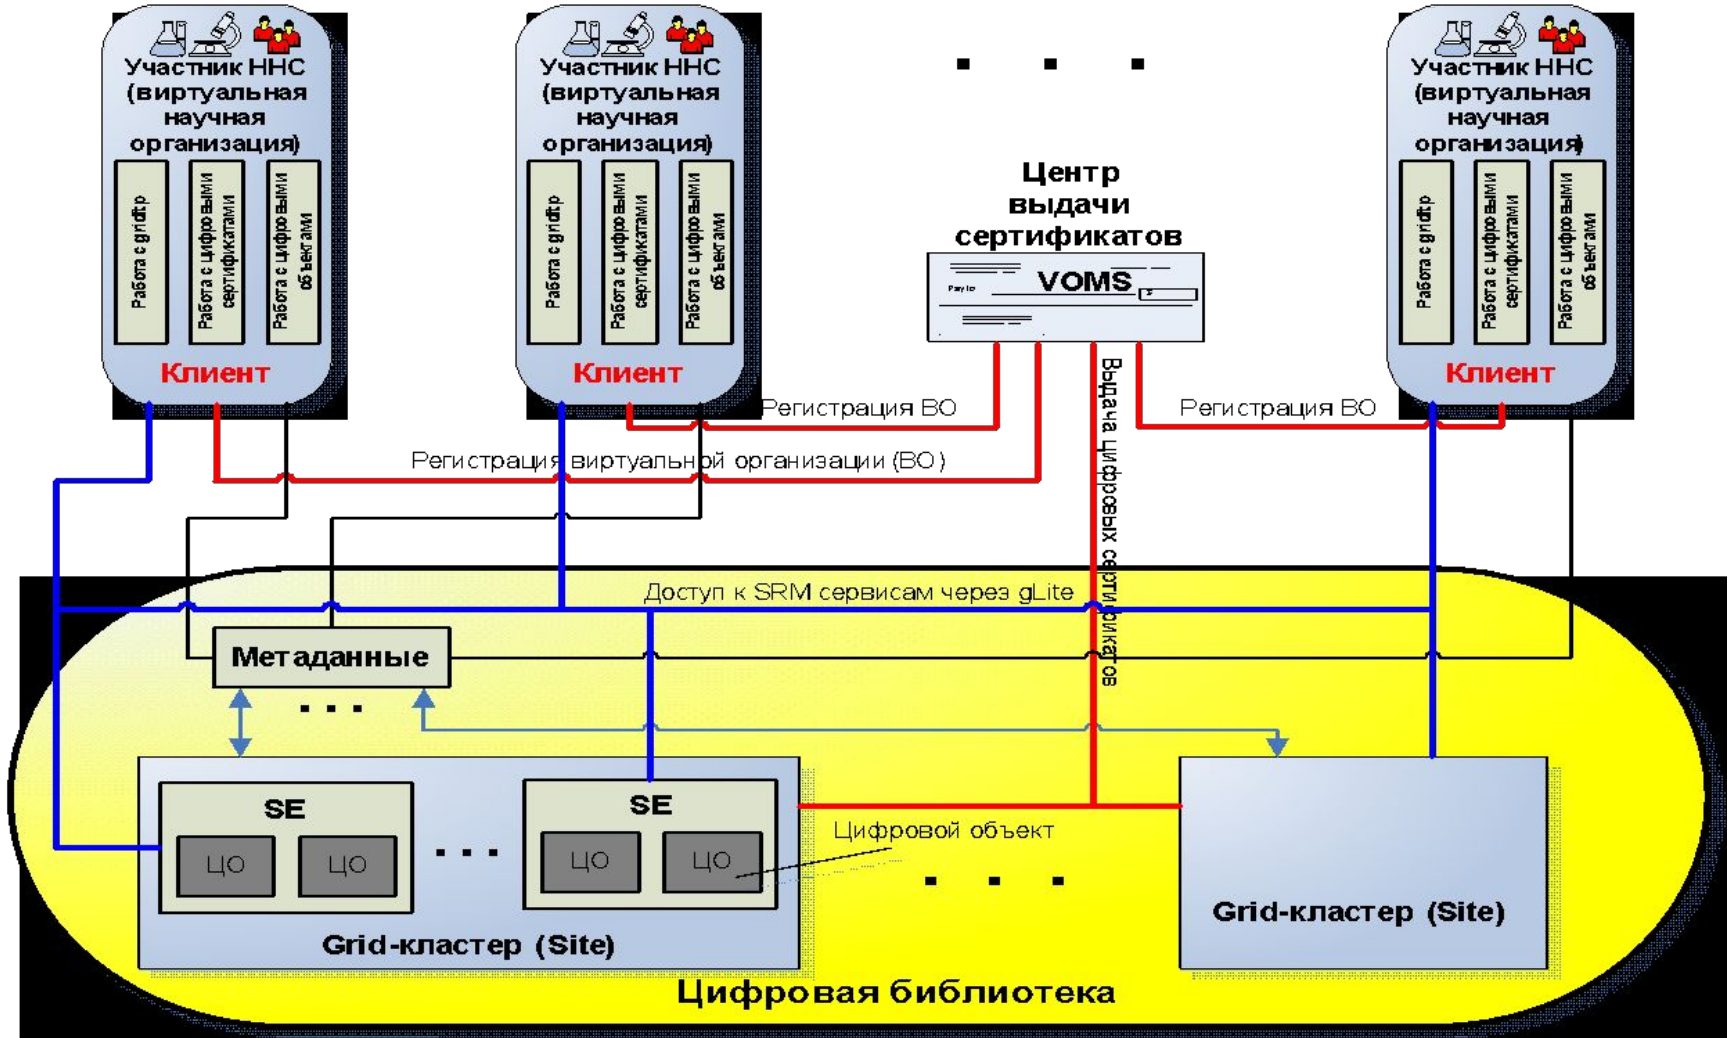 Участник ННС
(виртуальная
научная
организация)
Работа с gridftp
Работа с цифровыми
сертификатами
Работа с цифровыми
объектами
Клиент
Участник ННС
(виртуальная
научная
организация)
Работа с gridftp
Работа с цифровыми
сертификатами
Работа с цифровыми
объектами
Клиент
Центр
выдачи
сертификатов
VOMS
Pay to
$
Участник ННС
(виртуальная
научная
организация)
Работа с gridftp
Работа с цифровыми
сертификатами
Работа с цифровыми
объектами
Клиент
Регистрация ВО
Регистрация ВО
Регистрация виртуальной организации (ВО)
Выдача цифровых сертификатов
Доступ к SRM сервисам через gLite
Метаданные
SE
ЦО
ЦО
SE
ЦО
ЦО
Grid-кластер (Site)
Цифровой объект
Grid-кластер (Site)
Цифровая библиотека